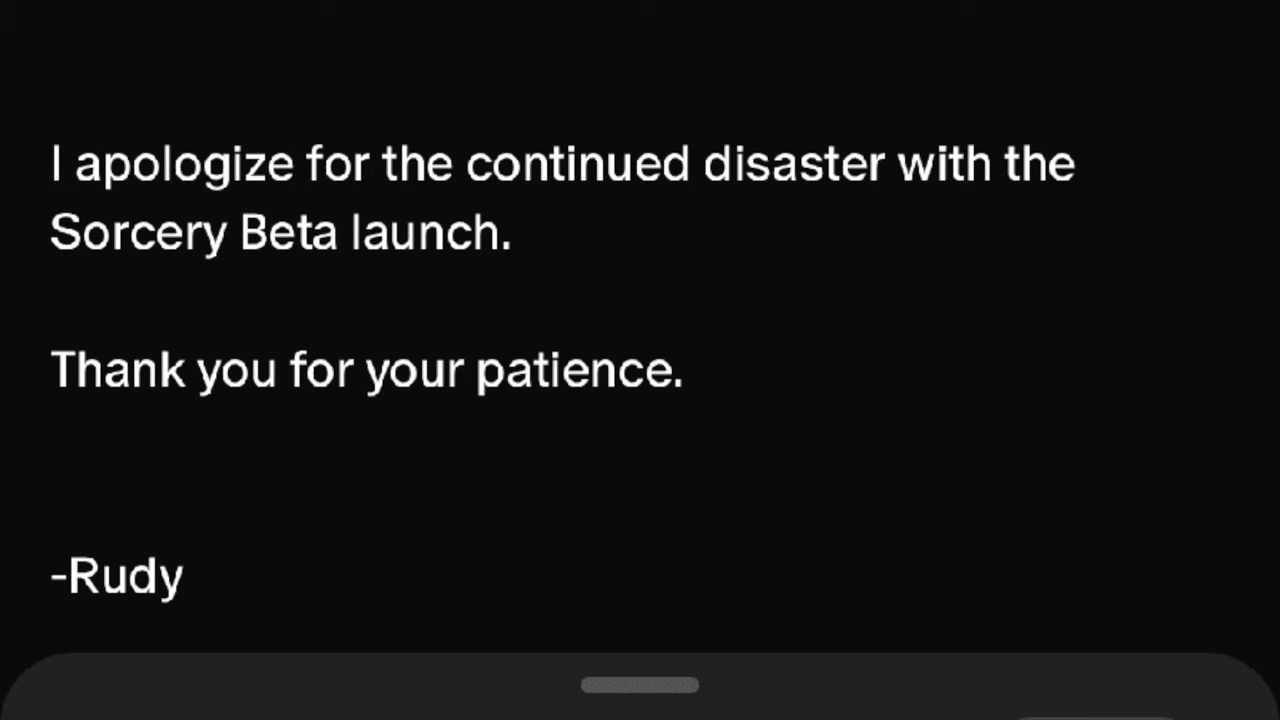 I apologize for the continued disaster with the
Sorcery Beta launch.
Thank you for your patience.
-Rudy